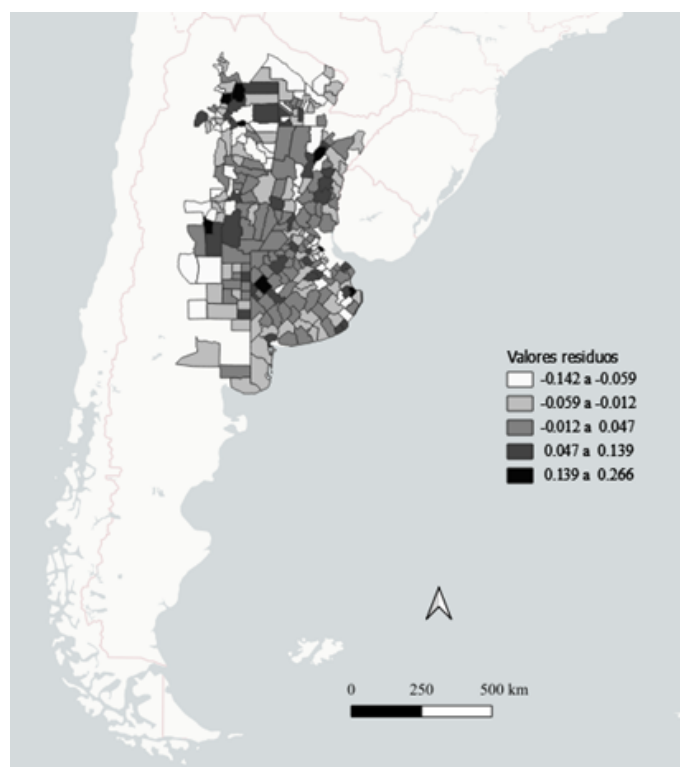 Valores residuos
-0.142 a -0.059
-0.059 a -0.012
-0.012 a 0.047
0.047 a 0.139
0.139 a 0.266
0 250 500 km